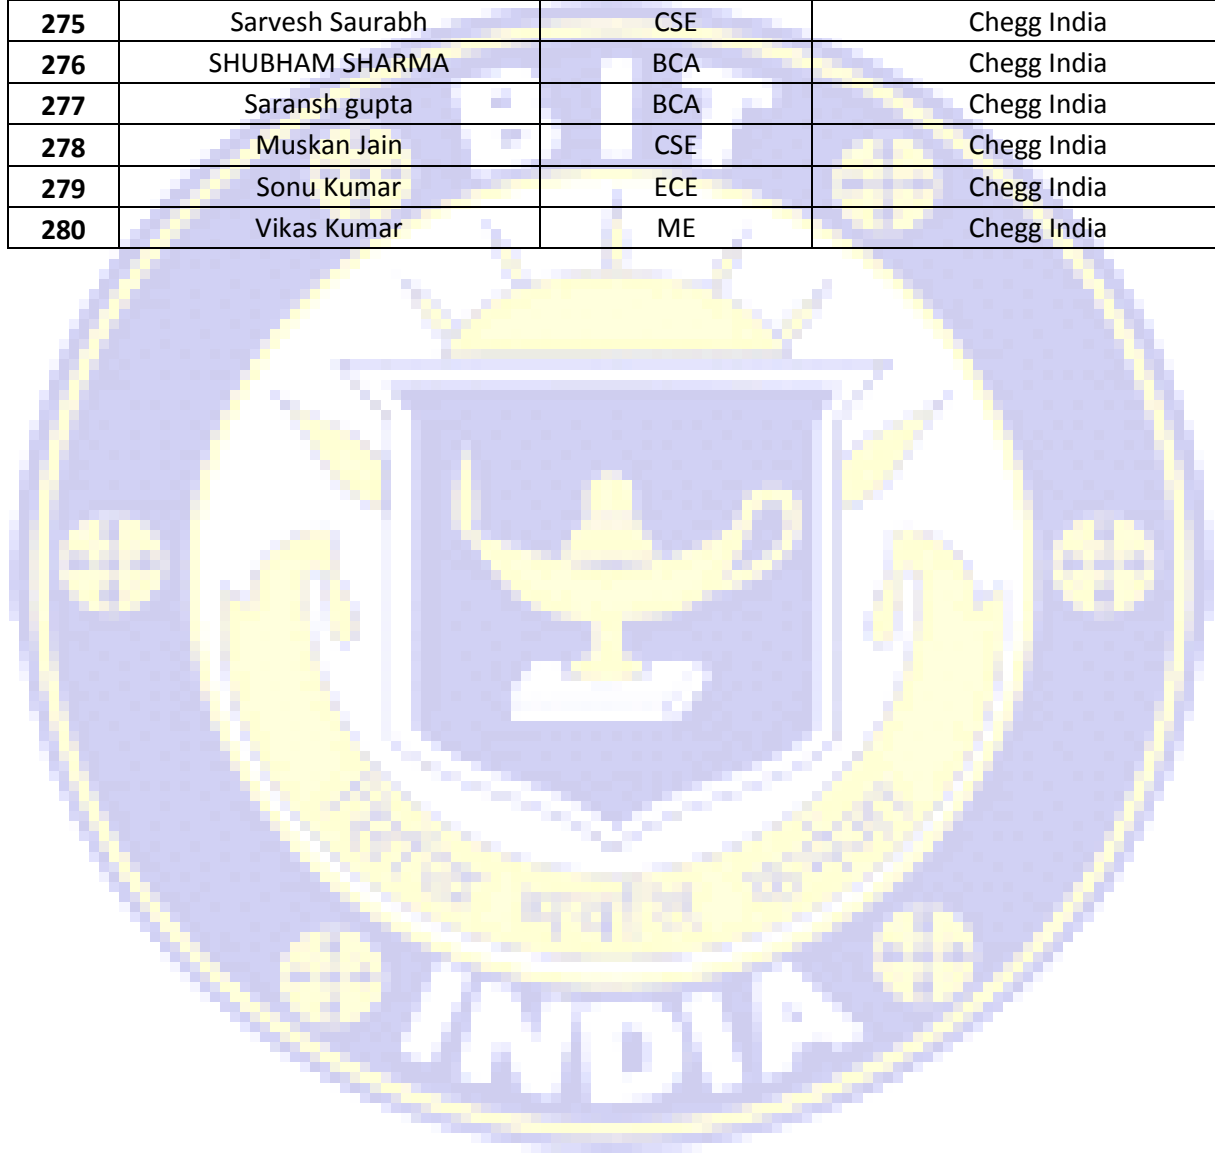 275 Sarvesh Saurabh CSE Chegg India
276 SHUBHAM SHARMA BCA Chegg India
277 Saransh gupta BCA Chegg India
278 Muskan Jain CSE Chegg India
279 Sonu Kumar ECE Chegg India
280 Vikas Kumar ME Chegg India
BIT
INDIA